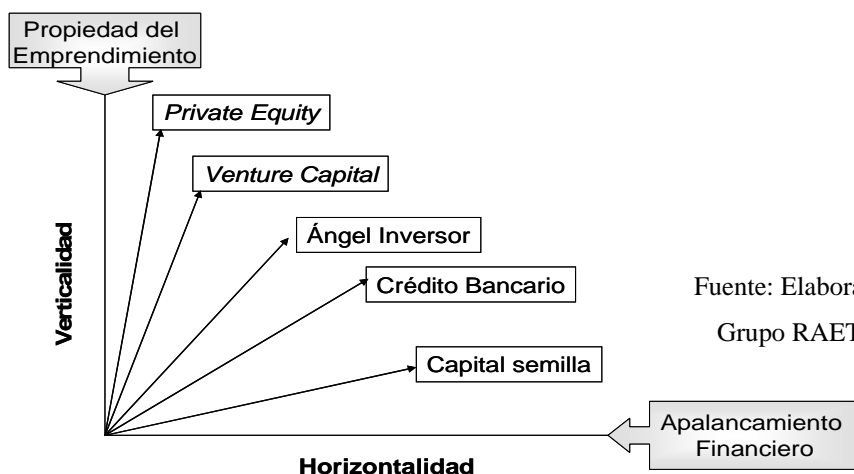 Propiedad del
Emprendimiento
Private Equity
Venture Capital
Ángel Inversor
Crédito Bancario
Capital semilla
Verticalidad
Horizontalidad
Fuente:
Grupo RAET
Apalancamiento
Financiero